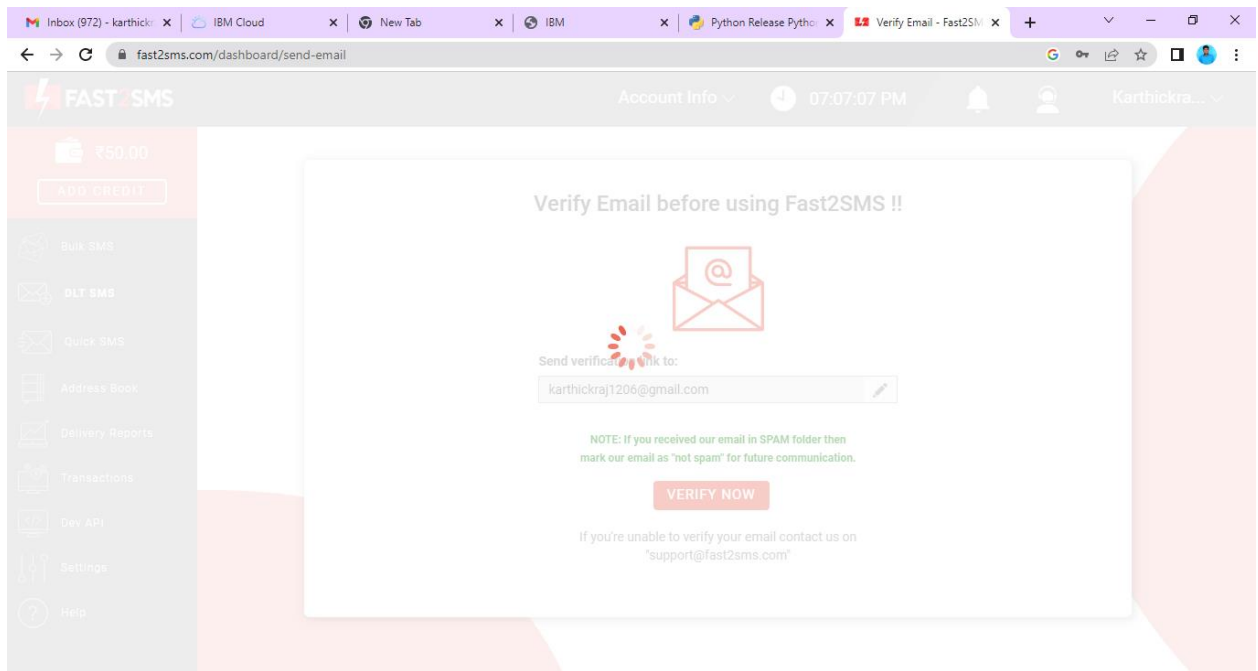 Inbox (972) - karthickr
IBM Cloud
New Tab
IBM
Python Release Pytho
Verify Email - Fast2SM
fast2sms.com/dashboard/send-email
FAST2SMS
Account Info
07:07:07 PM
Karthickra...
₹50.00
ADD CREDIT
Bulk SMS
DLT SMS
Quick SMS
Address Book
Delivery Reports
Transactions
Dev API
Settings
Help
Verify Email before using Fast2SMS !!
Send verification link to:
karthickraj1206@gmail.com
NOTE: If you received our email in SPAM folder then
mark our email as "not spam" for future communication.
VERIFY NOW
If you're unable to verify your email contact us on
"support@fast2sms.com"